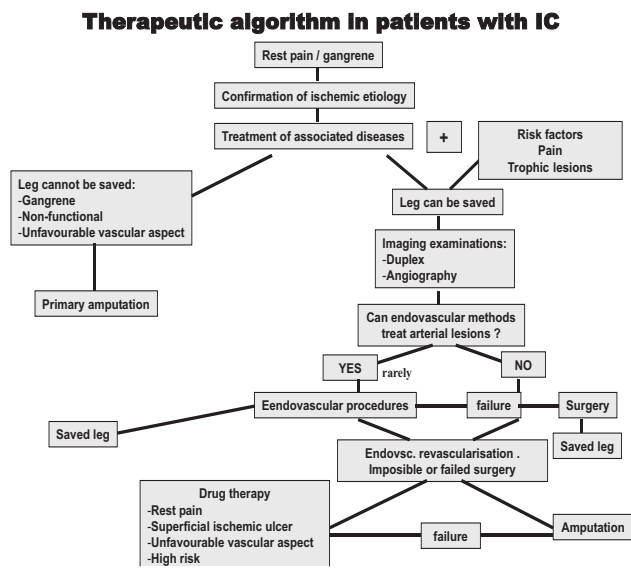 Therapeutic algorithm in patients with IC
Rest pain / gangrene
Confirmation of ischemic etiology
Treatment of associated diseases
+
Risk factors
Pain
Trophic lesions
Leg cannot be saved:
-Gangrene
-Non-functional
-Unfavourable vascular aspect
Leg can be saved
Imaging examinations:
-Duplex
-Angiography
Primary amputation
Can endovascular methods
treat arterial lesions ?
YES
rarely
NO
Eendovascular procedures
failure
Surgery
Saved leg
Saved leg
Endovsc. revascularisation .
Imposible or failed surgery
Drug therapy
-Rest pain
-Superficial ischemic ulcer
-Unfavourable vascular aspect
-High risk
failure
Amputation